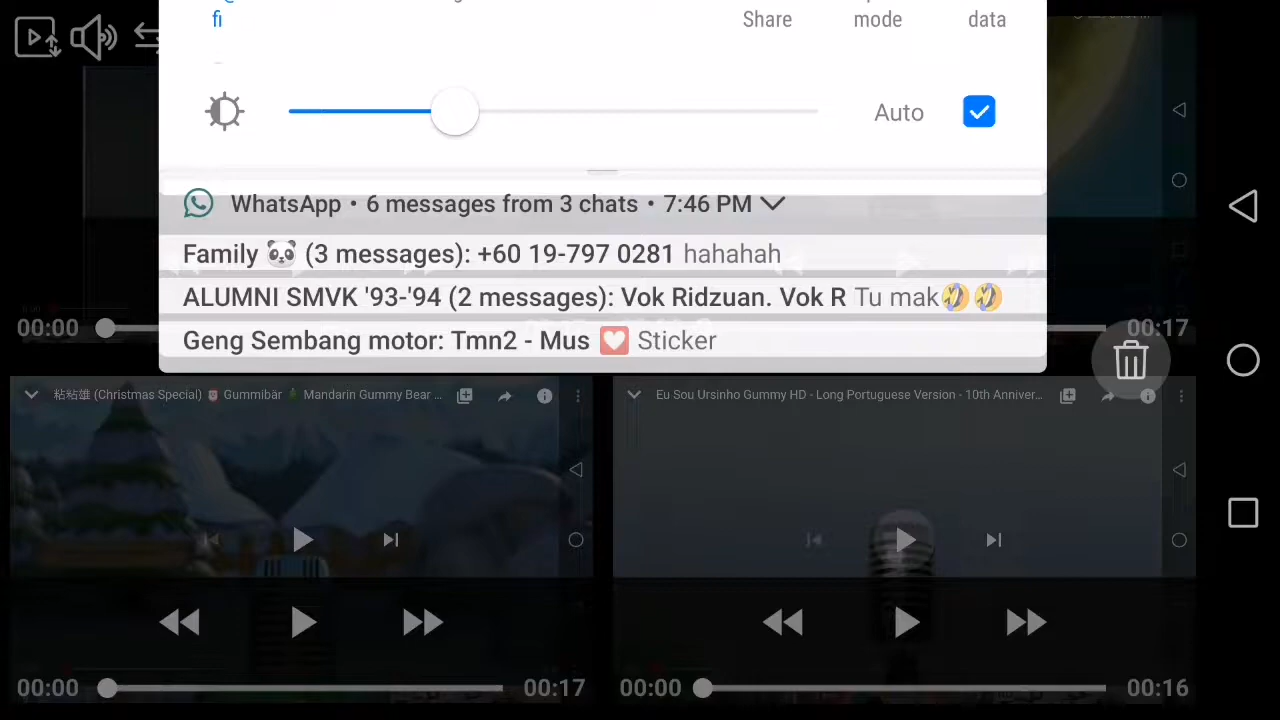 fi
Share
mode
data
Auto
WhatsApp • 6 messages from 3 chats • 7:46 PM
Family 🐼 (3 messages): +60 19-797 0281 hahahah
ALUMNI SMVK '93-'94 (2 messages): Vok Ridzuan. Vok R Tu mak🤣🤣
Geng Sembang motor: Tmn2 - Mus 💟 Sticker
00:00
00:17
粘粘雄 (Christmas Special) 🎅 Gummibär 🎄 Mandarin Gummy Bear ...
Eu Sou Ursinho Gummy HD - Long Portuguese Version - 10th Anniver...
00:00
00:17
00:00
00:16